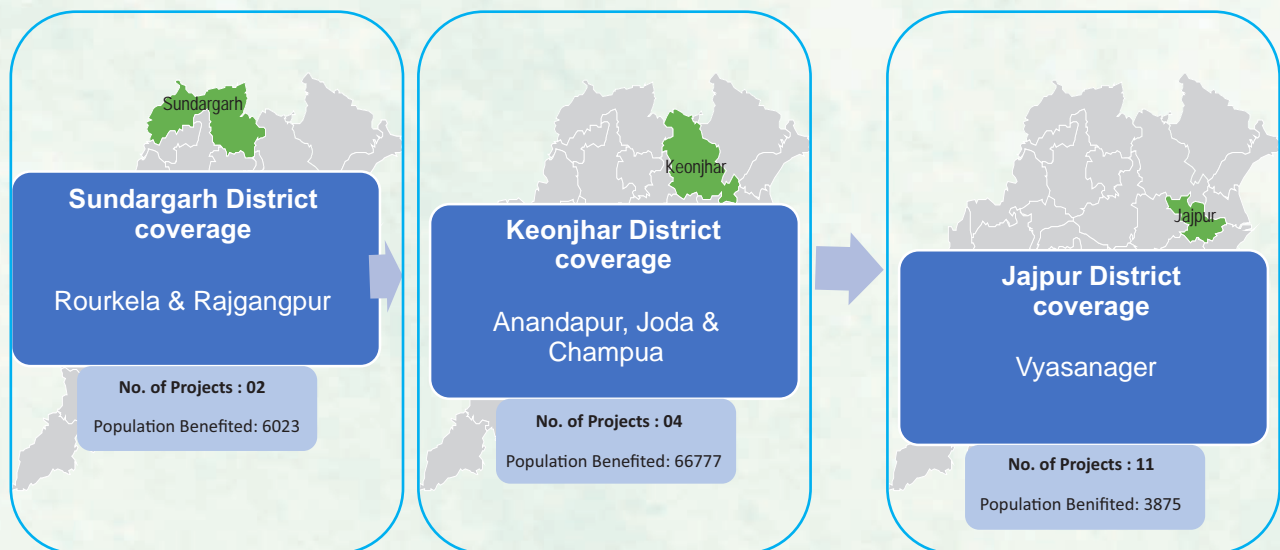 Sundargarh
Sundargarh District
coverage
Rourkela & Rajgangpur
No. of Projects : 02
Population Benefited: 6023
Keonjhar
Keonjhar District
coverage
Anandapur, Joda &
Champua
No. of Projects : 04
Population Benefited: 66777
Jajpur
Jajpur District
coverage
Vyasanager
No. of Projects : 11
Population Benifited: 3875